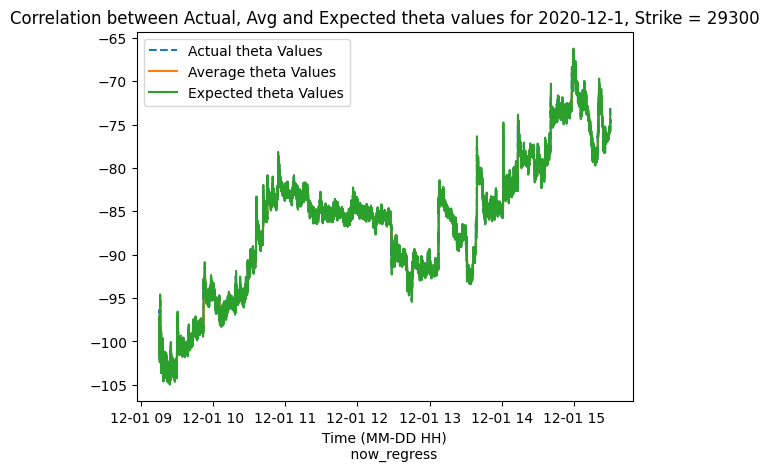 Correlation between Actual, Avg and Expected theta values for 2020-12-1, Strike = 29300
Actual theta Values
Average theta Values
Expected theta Values
−65
−70
−75
−80
−85
−90
−95
−100
−105
12-01 09 12-01 10 12-01 11 12-01 12 12-01 13 12-01 14 12-01 15
Time (MM-DD HH)
now_regress